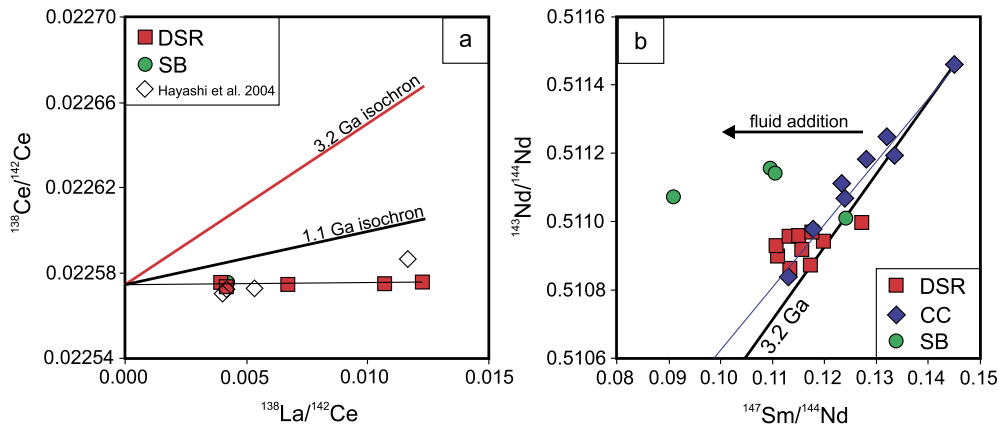 a
DSR
SB
Hayashi et al. 2004
3.2 Ga isochron
1.1 Ga isochron
0.02270
0.02266
0.02262
0.02258
0.02254
0.000
0.005
0.010
0.015
¹³⁸Ce/¹⁴²Ce
¹³⁸La/¹⁴²Ce
b
fluid addition
3.2 Ga
DSR
CC
SB
0.5116
0.5114
0.5112
0.5110
0.5108
0.5106
0.08
0.09
0.10
0.11
0.12
0.13
0.14
0.15
¹⁴³Nd/¹⁴⁴Nd
¹⁴⁷Sm/¹⁴⁴Nd